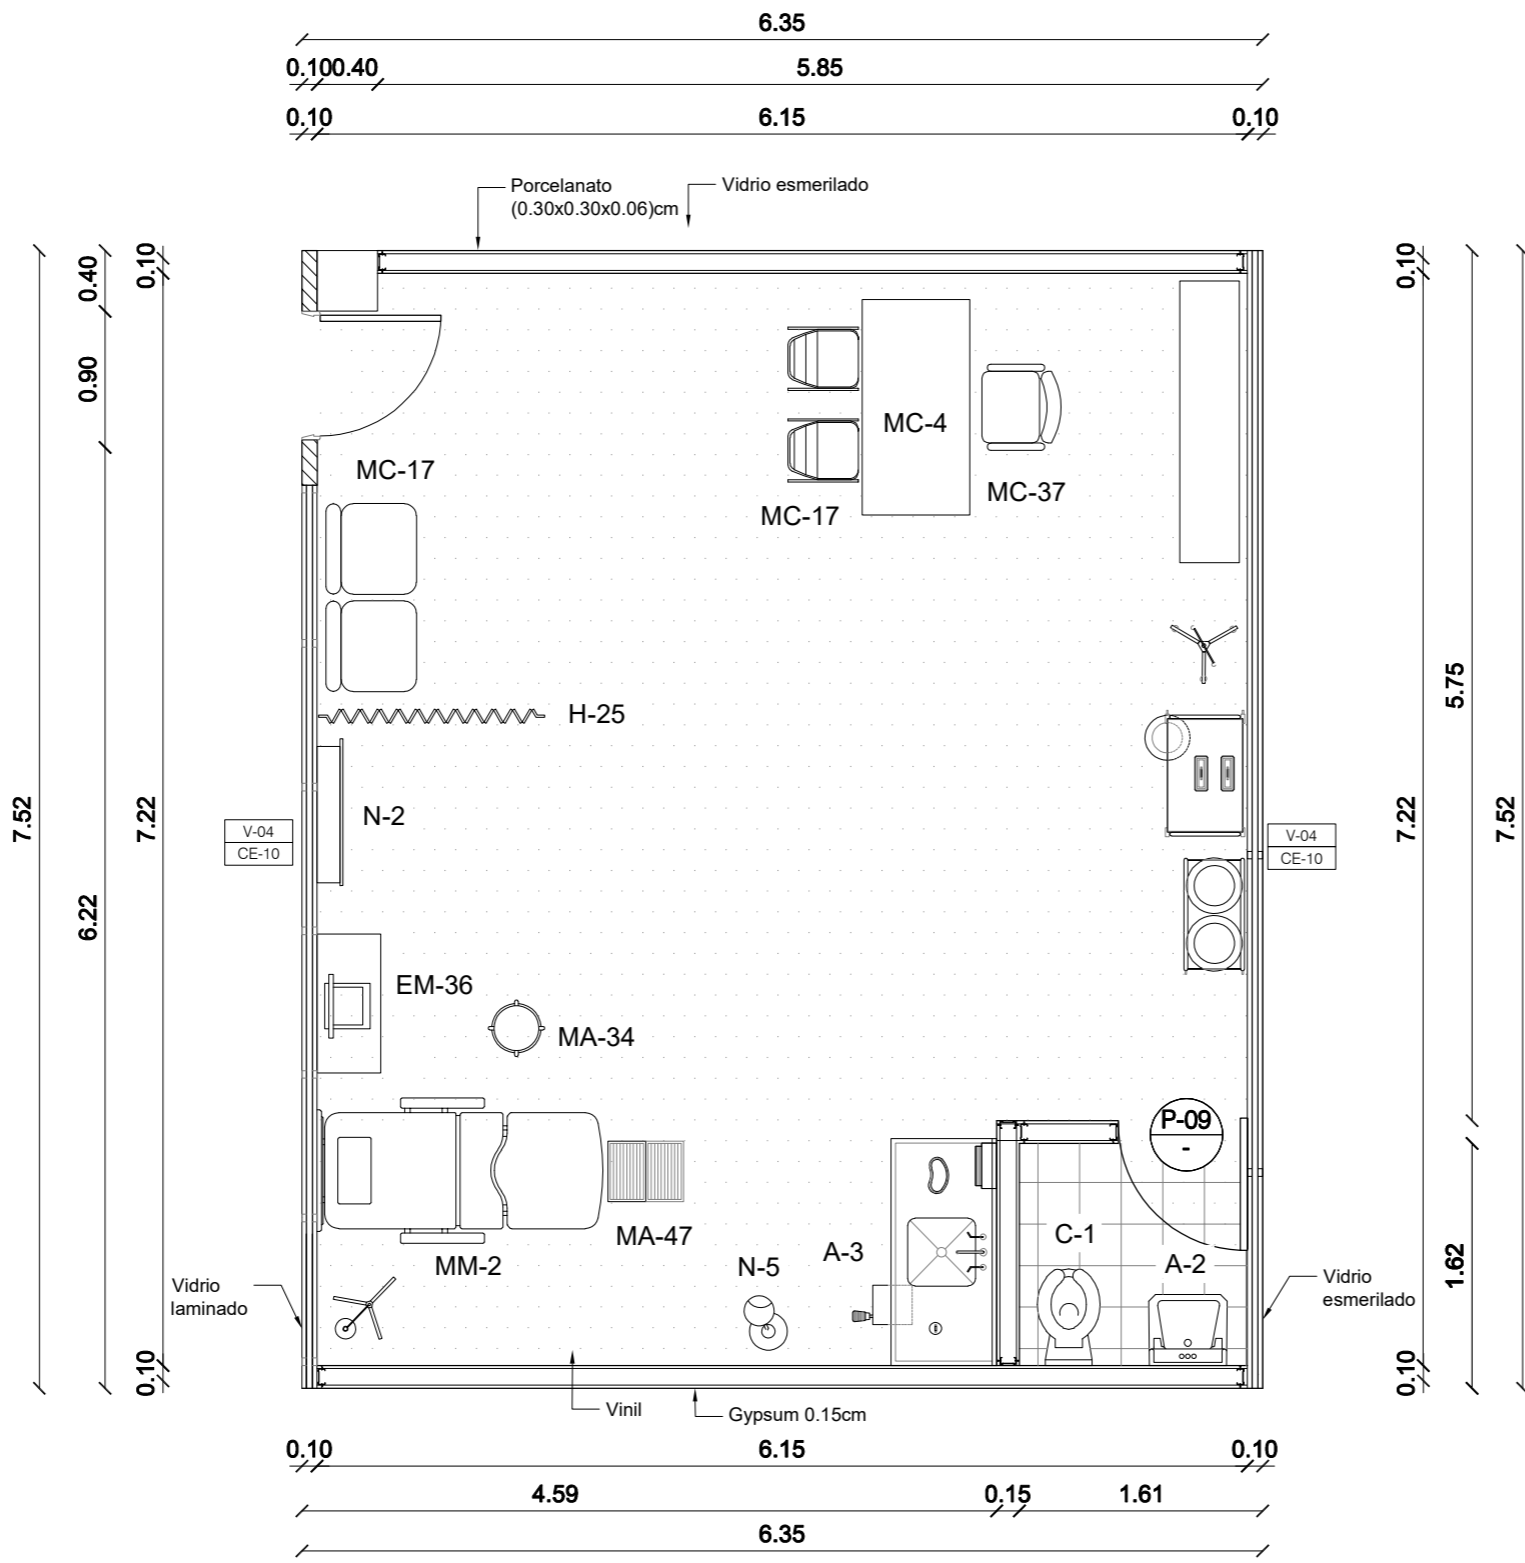 6.35
0.10 0.40 5.85
0.10 6.15 0.10
Porcelanato
(0.30x0.30x0.06)cm
Vidrio esmerilado
7.52
0.40
0.90
6.22
0.10
7.22
0.10
MC-17
MC-4
MC-17
MC-37
H-25
N-2
V-04
CE-10
EM-36
MA-34
MA-47
MM-2
N-5
A-3
C-1
A-2
P-09
-
V-04
CE-10
Vidrio
laminado
Vidrio
esmerilado
Vinil
Gypsum 0.15cm
0.10
7.22
0.10
5.75
1.62
7.52
0.10 6.15 0.10
4.59 0.15 1.61
6.35